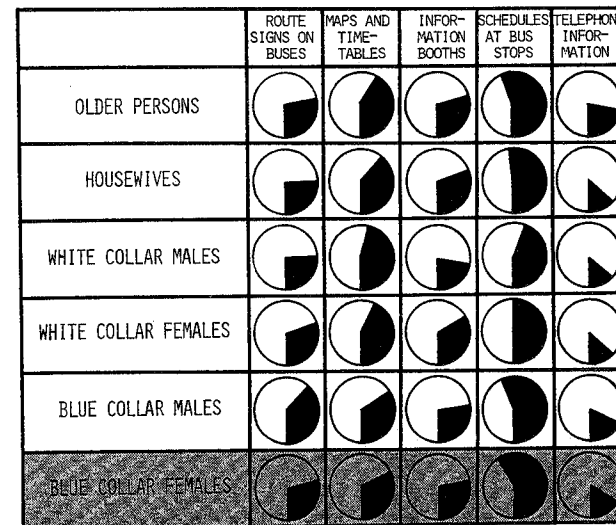 ROUTE
SIGNS ON
BUSES
MAPS AND
TIME-
TABLES
INFOR-
MATION
BOOTHS
SCHEDULES
AT BUS
STOPS
TELEPHON
INFOR-
MATION
OLDER PERSONS
HOUSEWIVES
WHITE COLLAR MALES
WHITE COLLAR FEMALES
BLUE COLLAR MALES
BLUE COLLAR FEMALES